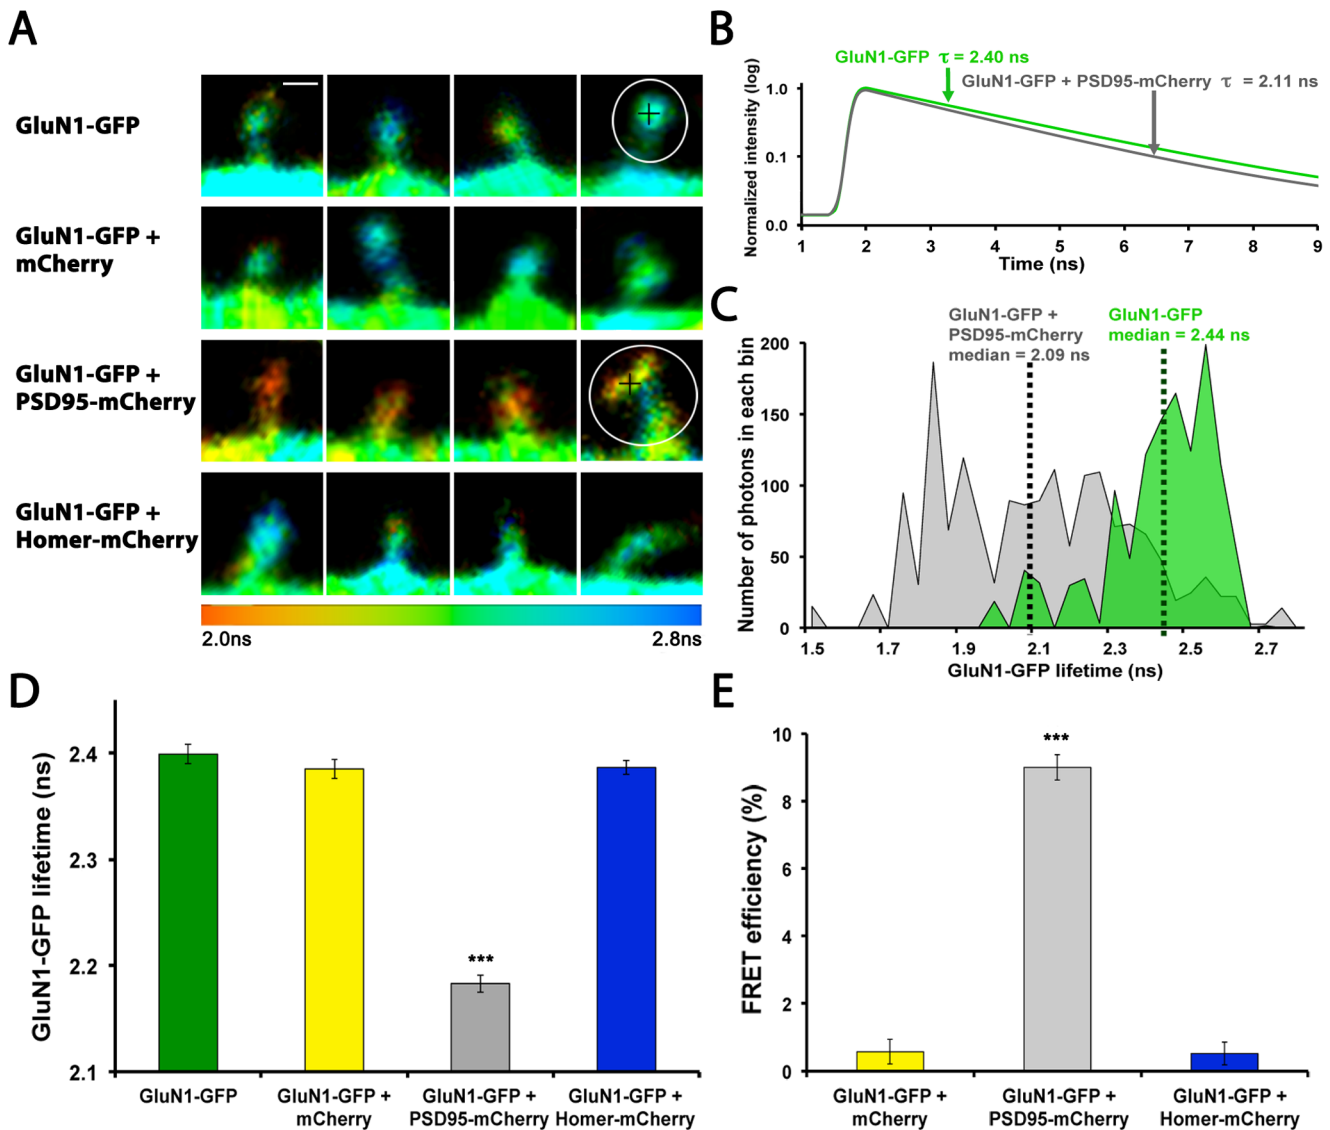 A
GluN1-GFP
GluN1-GFP +
mCherry
GluN1-GFP +
PSD95-mCherry
GluN1-GFP +
Homer-mCherry
2.0ns 2.8ns
B
GluN1-GFP τ = 2.40 ns
GluN1-GFP + PSD95-mCherry τ = 2.11 ns
Normalized intensity (log)
1.0
0.1
0.0
1 2 3 4 5 6 7 8 9
Time (ns)
C
GluN1-GFP +
PSD95-mCherry
median = 2.09 ns
GluN1-GFP
median = 2.44 ns
Number of photons in each bin
200
150
100
50
0
1.5 1.7 1.9 2.1 2.3 2.5 2.7
GluN1-GFP lifetime (ns)
D
GluN1-GFP lifetime (ns)
2.4
2.3
2.2
2.1
***
GluN1-GFP
GluN1-GFP +
mCherry
GluN1-GFP +
PSD95-mCherry
GluN1-GFP +
Homer-mCherry
E
FRET efficiency (%)
10
8
6
4
2
0
***
GluN1-GFP +
mCherry
GluN1-GFP +
PSD95-mCherry
GluN1-GFP +
Homer-mCherry